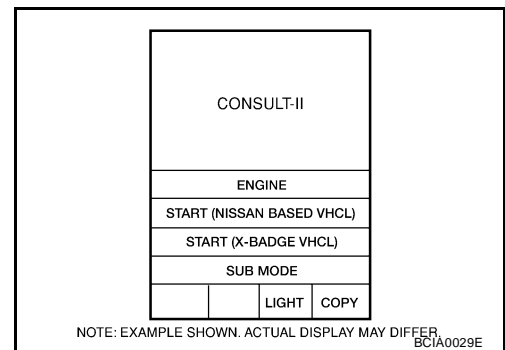 CONSULT-II
ENGINE
START (NISSAN BASED VHCL)
START (X-BADGE VHCL)
SUB MODE
LIGHT COPY
NOTE: EXAMPLE SHOWN. ACTUAL DISPLAY MAY DIFFER.
BCIA0029E